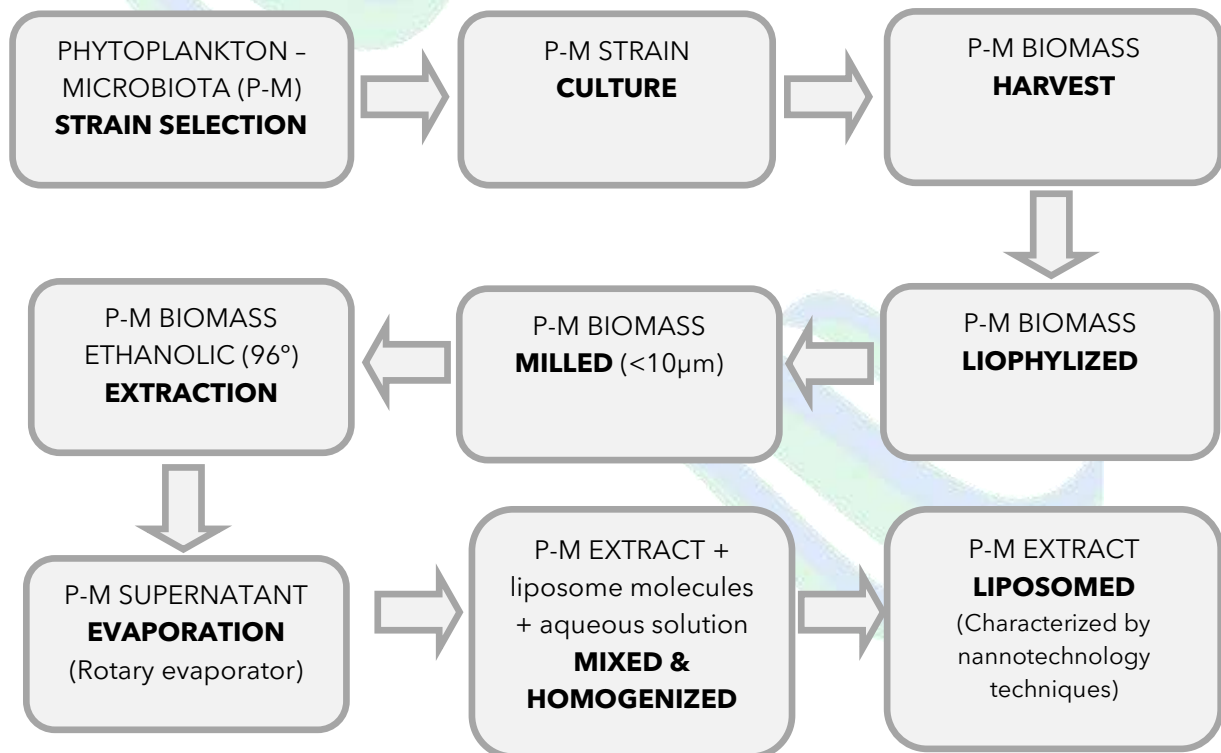 PHYTOPLANKTON –
MICROBIOTA (P-M)
STRAIN SELECTION
P-M STRAIN
CULTURE
P-M BIOMASS
HARVEST
P-M BIOMASS
LIOPHYLIZED
P-M BIOMASS
MILLED (<10µm)
P-M BIOMASS
ETHANOLIC (96º)
EXTRACTION
P-M SUPERNATANT
EVAPORATION
(Rotary evaporator)
P-M EXTRACT +
liposome molecules
+ aqueous solution
MIXED &
HOMOGENIZED
P-M EXTRACT
LIPOSOMED
(Characterized by
nannotechnology
techniques)